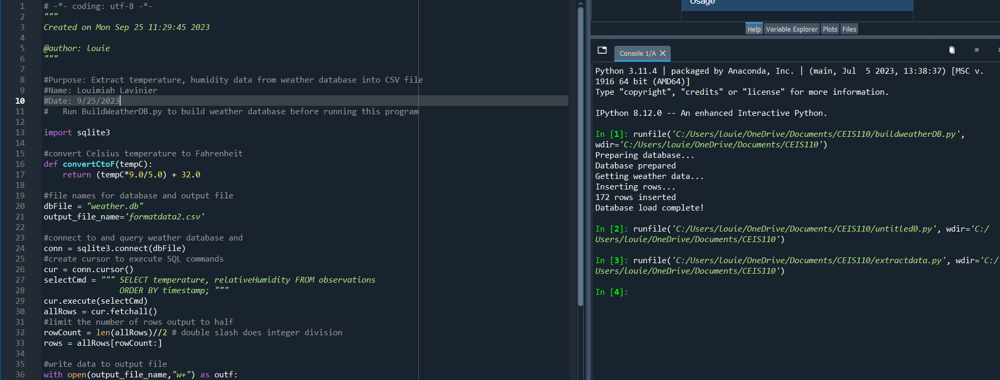 1 # -*- coding: utf-8 -*-
2 """
3 Created on Mon Sep 25 11:29:45 2023
4
5 @author: louie
6 """
7
8 #Purpose: Extract temperature, humidity data from weather database into CSV file
9 #Name: Louimiah Lavinier
10 #Date: 9/25/2023
11 #   Run BuildWeatherDB.py to build weather database before running this program
12
13 import sqlite3
14
15 #convert Celsius temperature to Fahrenheit
16 def convertCtoF(tempC):
17     return (tempC*9.0/5.0) + 32.0
18
19 #file names for database and output file
20 dbFile = "weather.db"
21 output_file_name='formatdata2.csv'
22
23 #connect to and query weather database and
24 conn = sqlite3.connect(dbFile)
25 #create cursor to execute SQL commands
26 cur = conn.cursor()
27 selectCmd = """ SELECT temperature, relativeHumidity FROM observations
28                 ORDER BY timestamp; """
29 cur.execute(selectCmd)
30 allRows = cur.fetchall()
31 #limit the number of rows output to half
32 rowCount = len(allRows)//2 # double slash does integer division
33 rows = allRows[rowCount:]
34
35 #write data to output file
36 with open(output_file_name,"w+") as outf:
Usage
Help Variable Explorer Plots Files
Console 1/A
Python 3.11.4 | packaged by Anaconda, Inc. | (main, Jul  5 2023, 13:38:37) [MSC v.
1916 64 bit (AMD64)]
Type "copyright", "credits" or "license" for more information.

IPython 8.12.0 -- An enhanced Interactive Python.

In [1]: runfile('C:/Users/louie/OneDrive/Documents/CEIS110/buildweatherDB.py',
wdir='C:/Users/louie/OneDrive/Documents/CEIS110')
Preparing database...
Database prepared
Getting weather data...
Inserting rows...
172 rows inserted
Database load complete!

In [2]: runfile('C:/Users/louie/OneDrive/Documents/CEIS110/untitled0.py', wdir='C:/
Users/louie/OneDrive/Documents/CEIS110')

In [3]: runfile('C:/Users/louie/OneDrive/Documents/CEIS110/extractdata.py', wdir='C:/
Users/louie/OneDrive/Documents/CEIS110')

In [4]: